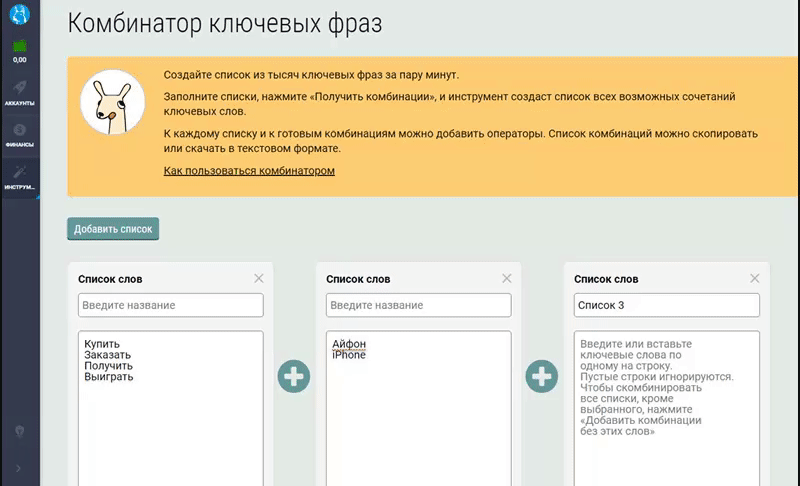 Комбинатор ключевых фраз
0,00
АККАУНТЫ
ФИНАНСЫ
ИНСТРУМ...
Создайте список из тысяч ключевых фраз за пару минут.
Заполните списки, нажмите «Получить комбинации», и инструмент создаст список всех возможных сочетаний
ключевых слов.
К каждому списку и к готовым комбинациям можно добавить операторы. Список комбинаций можно скопировать
или скачать в текстовом формате.
Как пользоваться комбинатором
Добавить список
Список слов
Введите название
Купить
Заказать
Получить
Выиграть
Список слов
Введите название
Айфон
iPhone
Список слов
Список 3
Введите или вставьте
ключевые слова по
одному на строку.
Пустые строки игнорируются.
Чтобы скомбинировать
все списки, кроме
выбранного, нажмите
«Добавить комбинации
без этих слов»